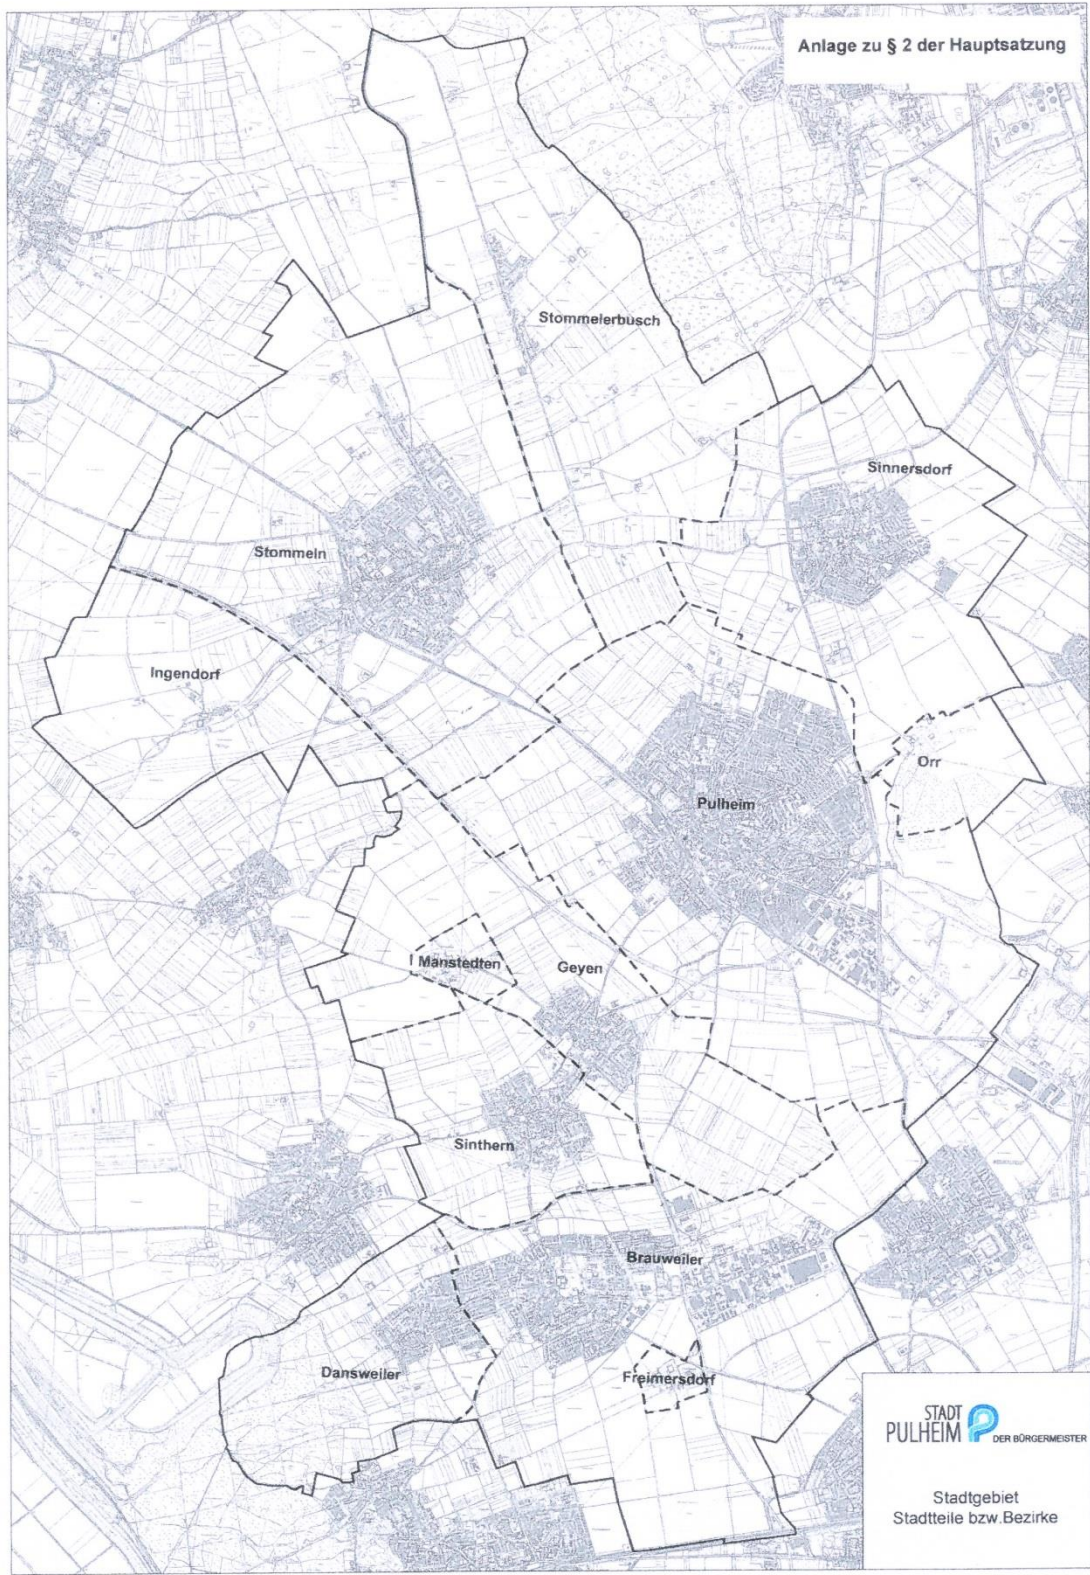 Anlage zu § 2 der Hauptsatzung
Stommelerbusch
Sinnersdorf
Stommeln
Ingendorf
Orr
Pulheim
Manstedten
Geyen
Sinthern
Brauweiler
Dansweiler
Freimersdorf
STADT
PULHEIM DER BÜRGERMEISTER
Stadtgebiet
Stadtteile bzw.Bezirke